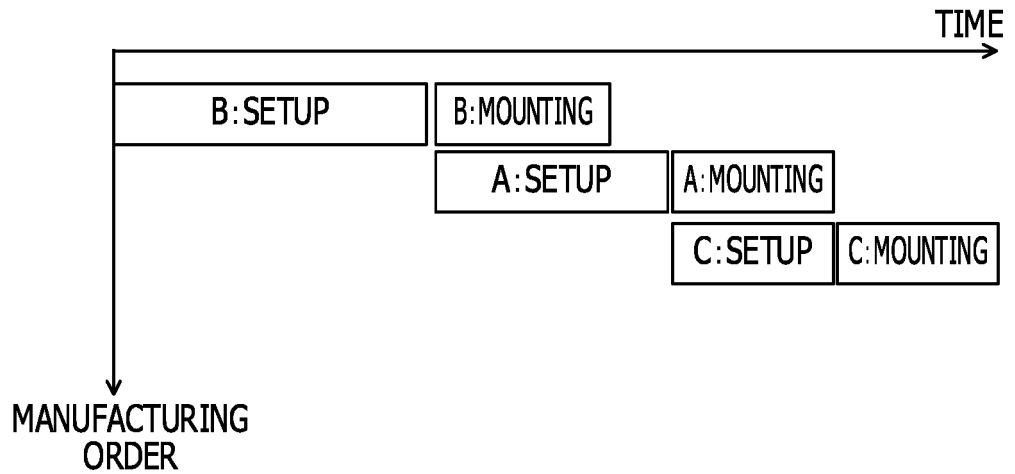 TIME
B:SETUP
B:MOUNTING
A:SETUP
A:MOUNTING
C:SETUP
C:MOUNTING
MANUFACTURING
ORDER